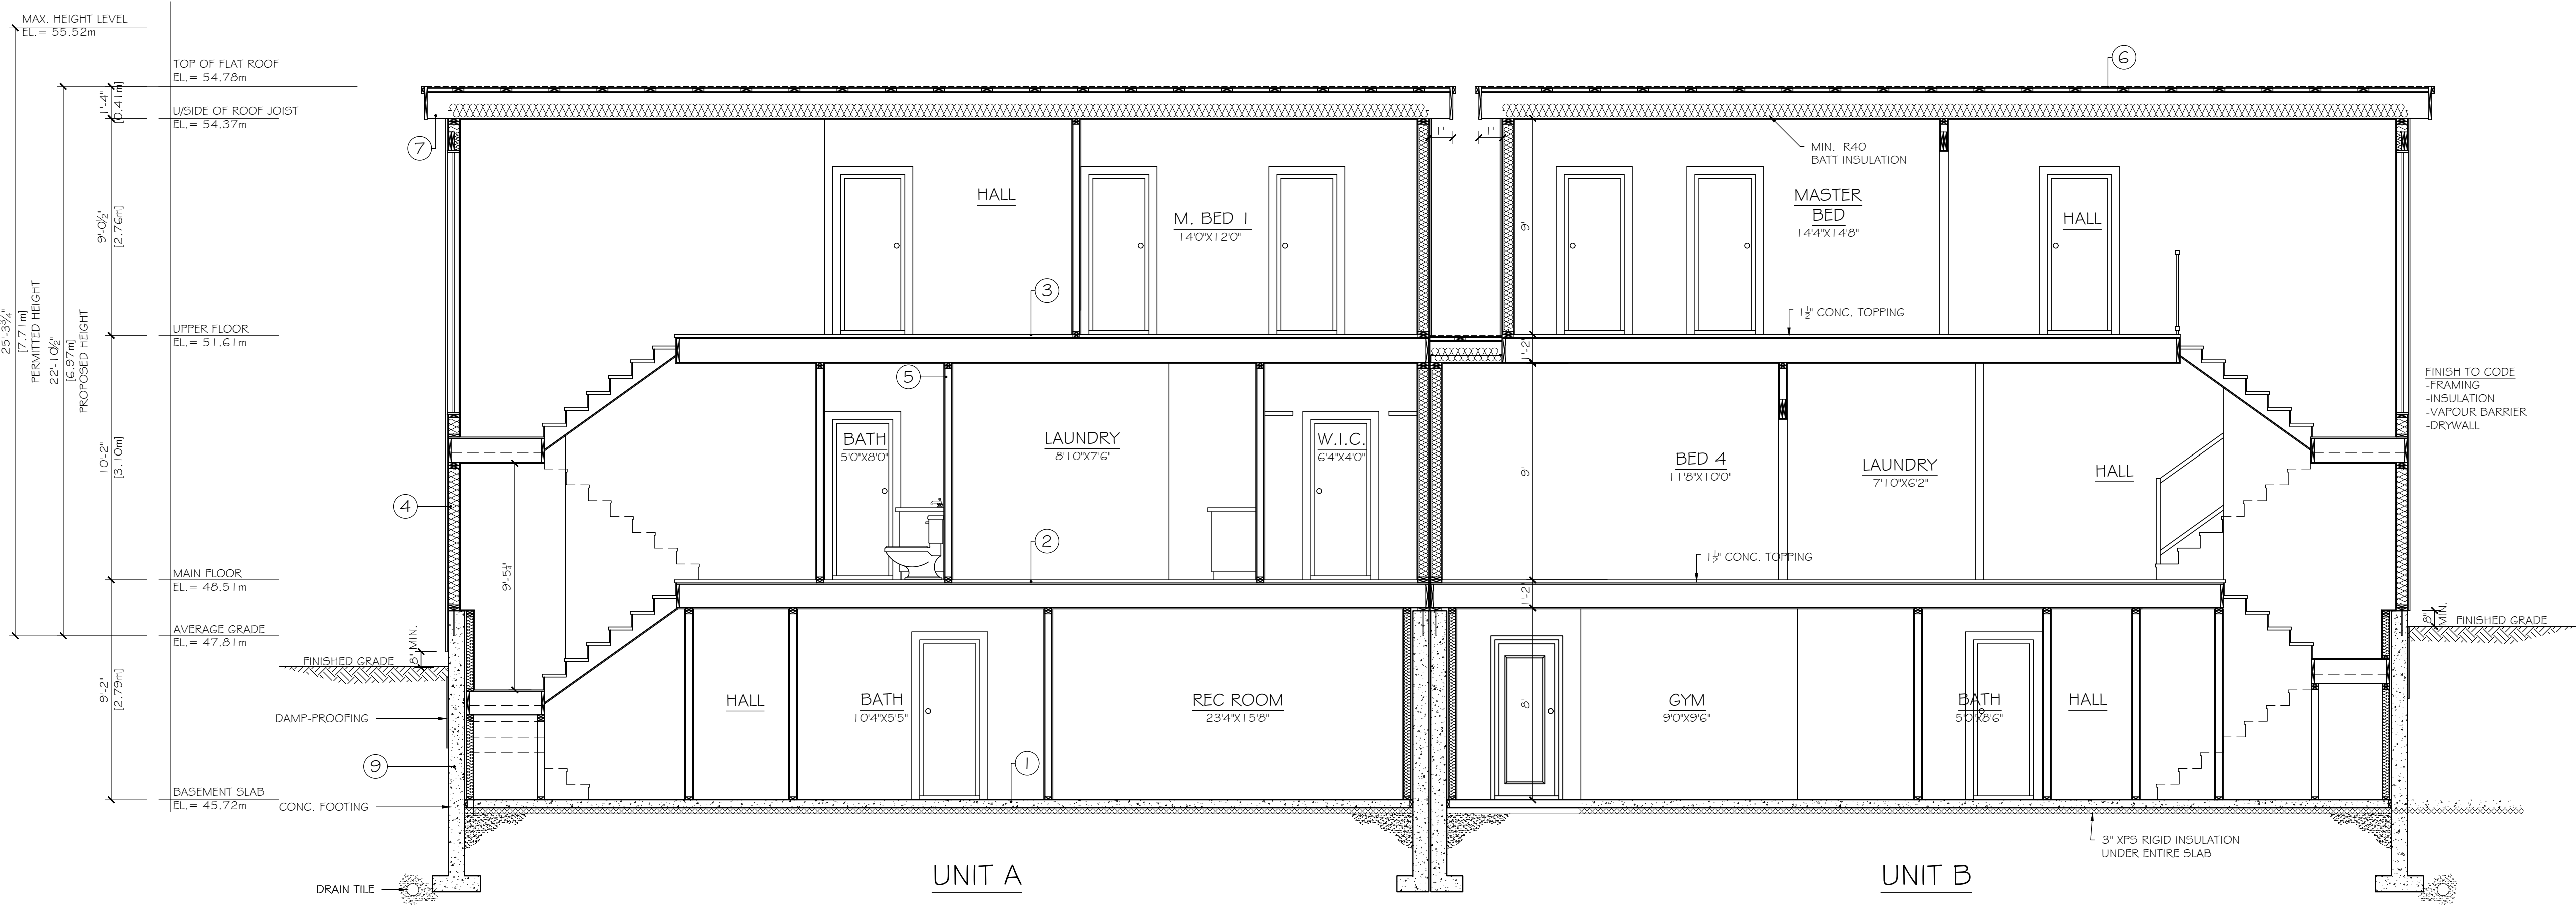 MAX. HEIGHT LEVEL
EL.= 55.52m
TOP OF FLAT ROOF
EL.= 54.78m
1'-4"
[0.41m]
U/SIDE OF ROOF JOIST
EL.= 54.37m
9'-0½"
[2.76m]
UPPER FLOOR
EL.= 51.61m
25'-3¾"
[7.71m]
PERMITTED HEIGHT
22'-10½"
[6.97m]
PROPOSED HEIGHT
10'-2"
[3.10m]
MAIN FLOOR
EL.= 48.51m
AVERAGE GRADE
EL.= 47.81m
9'-2"
[2.79m]
BASEMENT SLAB
EL.= 45.72m
FINISHED GRADE
8" MIN.
DAMP-PROOFING
CONC. FOOTING
DRAIN TILE
7
4
9
HALL
M. BED 1
14'0"X12'0"
3
1'
1'
6
MIN. R40
BATT INSULATION
MASTER
BED
14'4"X14'8"
HALL
9'
1½" CONC. TOPPING
1'-2"
5
BATH
5'0"X8'0"
LAUNDRY
8'10"X7'6"
W.I.C.
6'4"X4'0"
2
9'-5¼"
9'
BED 4
11'8"X10'0"
LAUNDRY
7'10"X6'2"
HALL
1½" CONC. TOPPING
1'-2"
FINISH TO CODE
-FRAMING
-INSULATION
-VAPOUR BARRIER
-DRYWALL
8"
MIN.
FINISHED GRADE
HALL
BATH
10'4"X5'5"
REC ROOM
23'4"X15'8"
1
8'
GYM
9'0"X9'6"
BATH
5'0"X8'6"
HALL
3" XPS RIGID INSULATION
UNDER ENTIRE SLAB
UNIT A
UNIT B